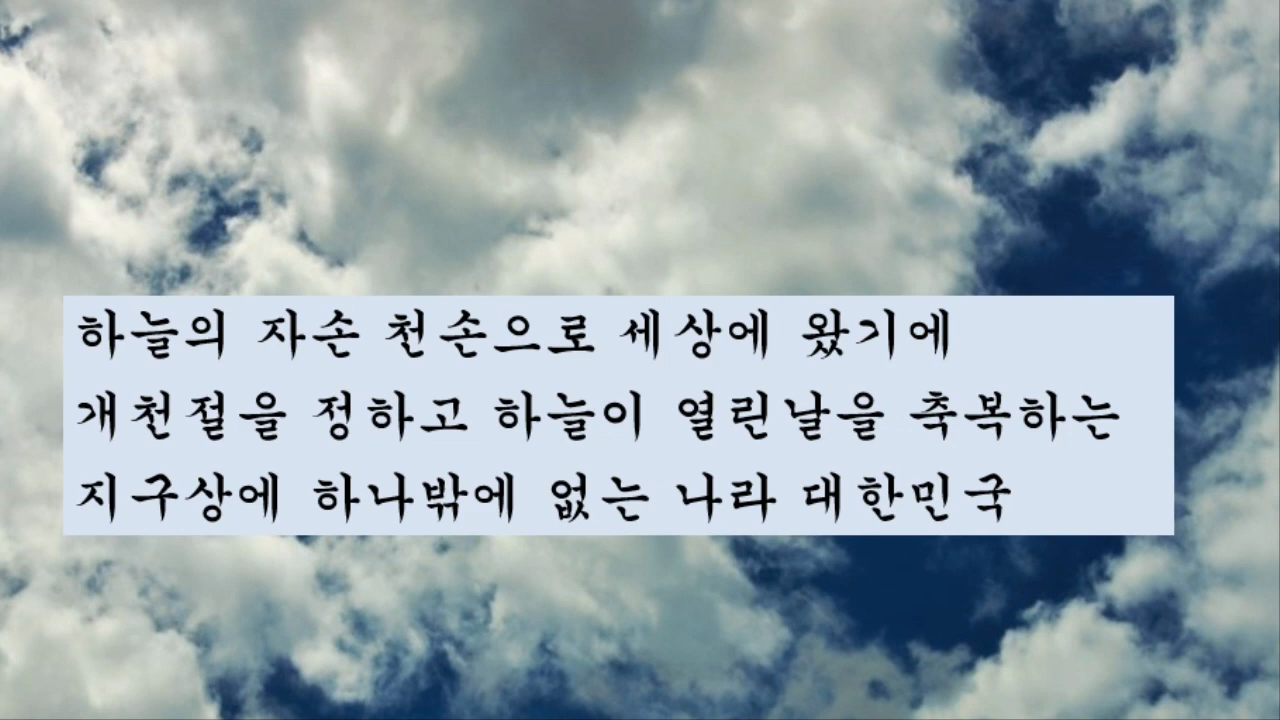 하늘의 자손 천손으로 세상에 왔기에
개천절을 정하고 하늘이 열린날을 축복하는
지구상에 하나밖에 없는 나라 대한민국